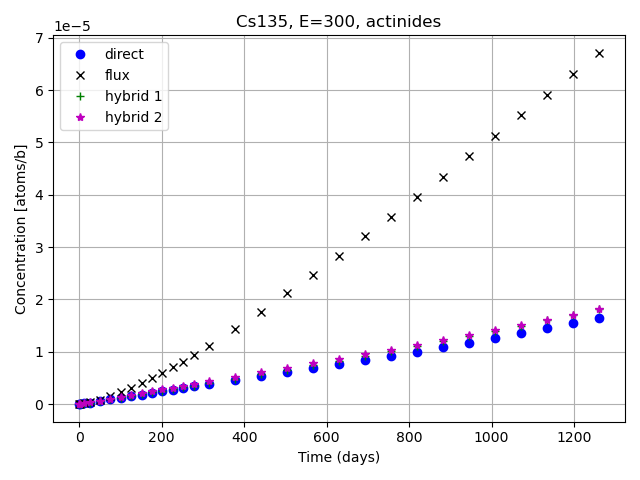 Cs135, E=300, actinides
1e−5
7
6
5
4
3
2
1
0
direct
flux
hybrid 1
hybrid 2
Concentration [atoms/b]
0
200
400
600
800
1000
1200
Time (days)